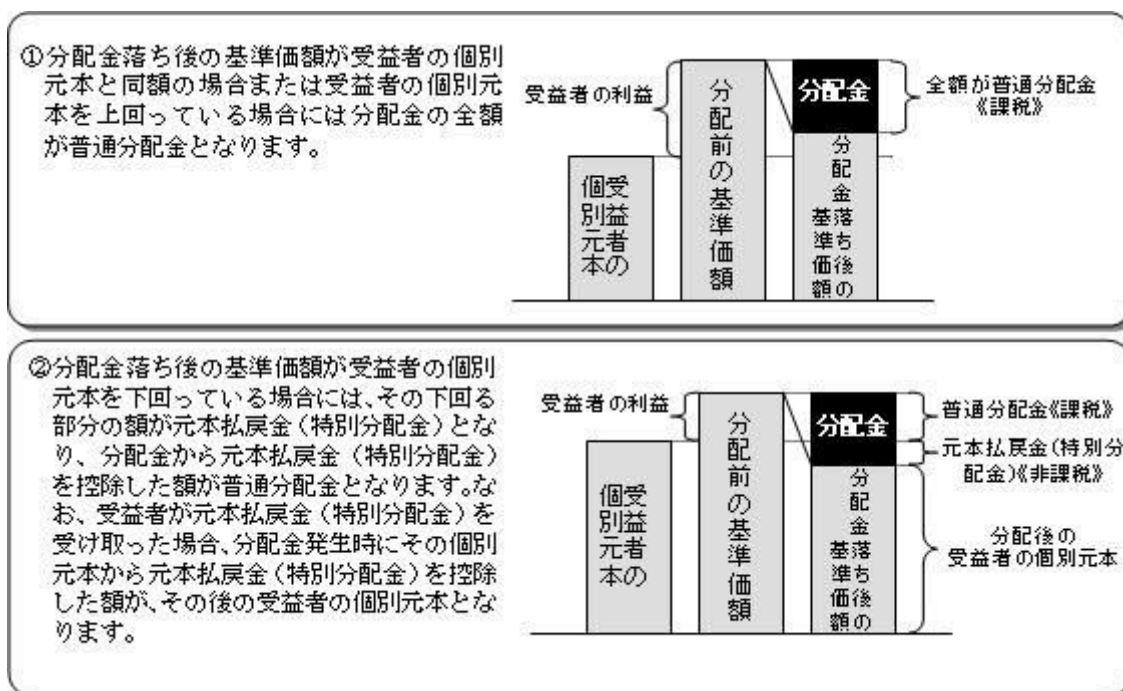 ①分配金落ち後の基準価額が受益者の個別
元本と同額の場合または受益者の個別元
本を上回っている場合には分配金の全額
が普通分配金となります。
受益者の利益
受益者の
個別元本
分配前の基準価額
分配金
分配金落ち後の
基準価額
全額が普通分配金
《課税》
②分配金落ち後の基準価額が受益者の個別
元本を下回っている場合には、その下回る
部分の額が元本払戻金(特別分配金)とな
り、分配金から元本払戻金(特別分配金)
を控除した額が普通分配金となります。な
お、受益者が元本払戻金(特別分配金)を
受け取った場合、分配金発生時にその個別
元本から元本払戻金(特別分配金)を控除
した額が、その後の受益者の個別元本とな
ります。
受益者の利益
受益者の
個別元本
分配前の基準価額
分配金
分配金落ち後の
基準価額
普通分配金《課税》
元本払戻金(特別分
配金)《非課税》
分配後の
受益者の個別元本